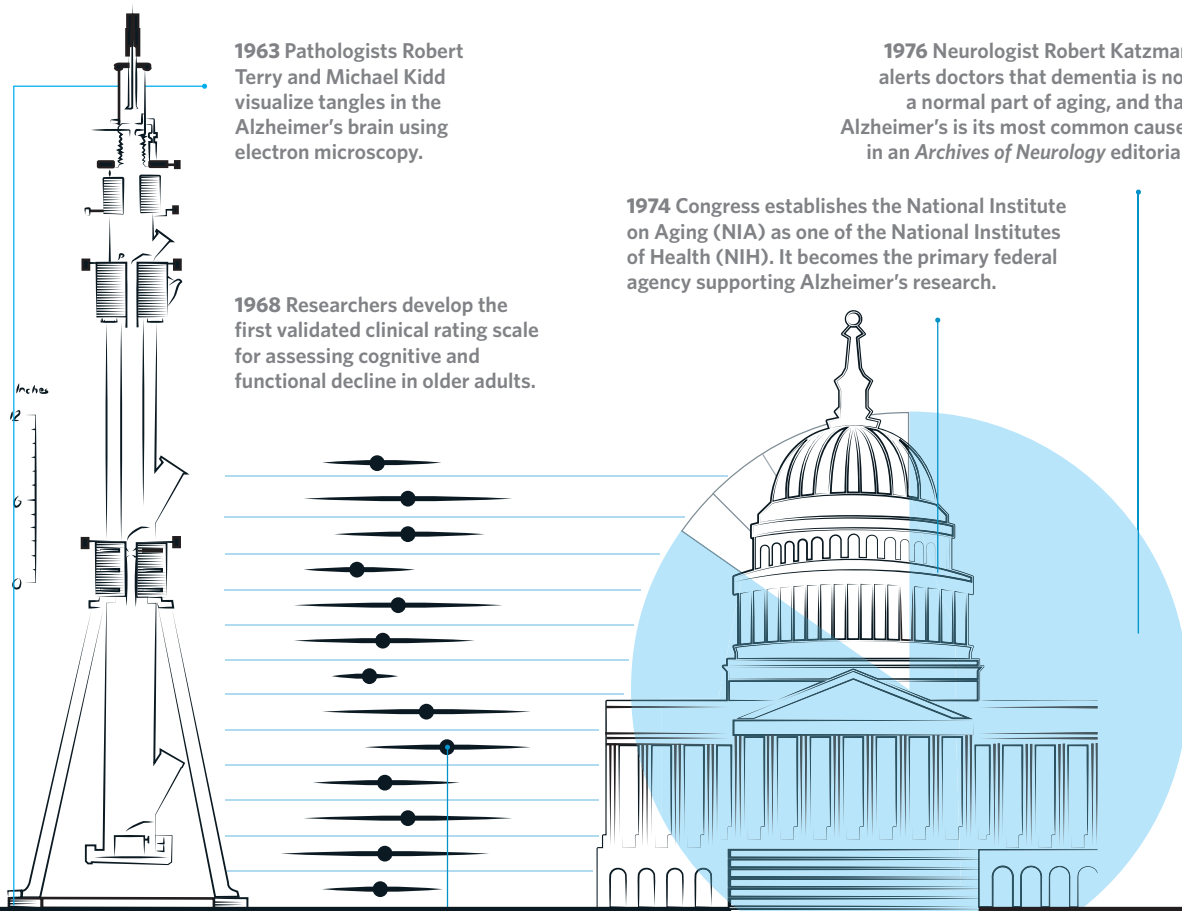 1963 Pathologists Robert
Terry and Michael Kidd
visualize tangles in the
Alzheimer's brain using
electron microscopy.
1968 Researchers develop the
first validated clinical rating scale
for assessing cognitive and
functional decline in older adults.
1974 Congress establishes the National Institute
on Aging (NIA) as one of the National Institutes
of Health (NIH). It becomes the primary federal
agency supporting Alzheimer's research.
1976 Neurologist Robert Katzman
alerts doctors that dementia is no
a normal part of aging, and tha
Alzheimer's is its most common cause
in an Archives of Neurology editoria
Inches
12
6
0
P